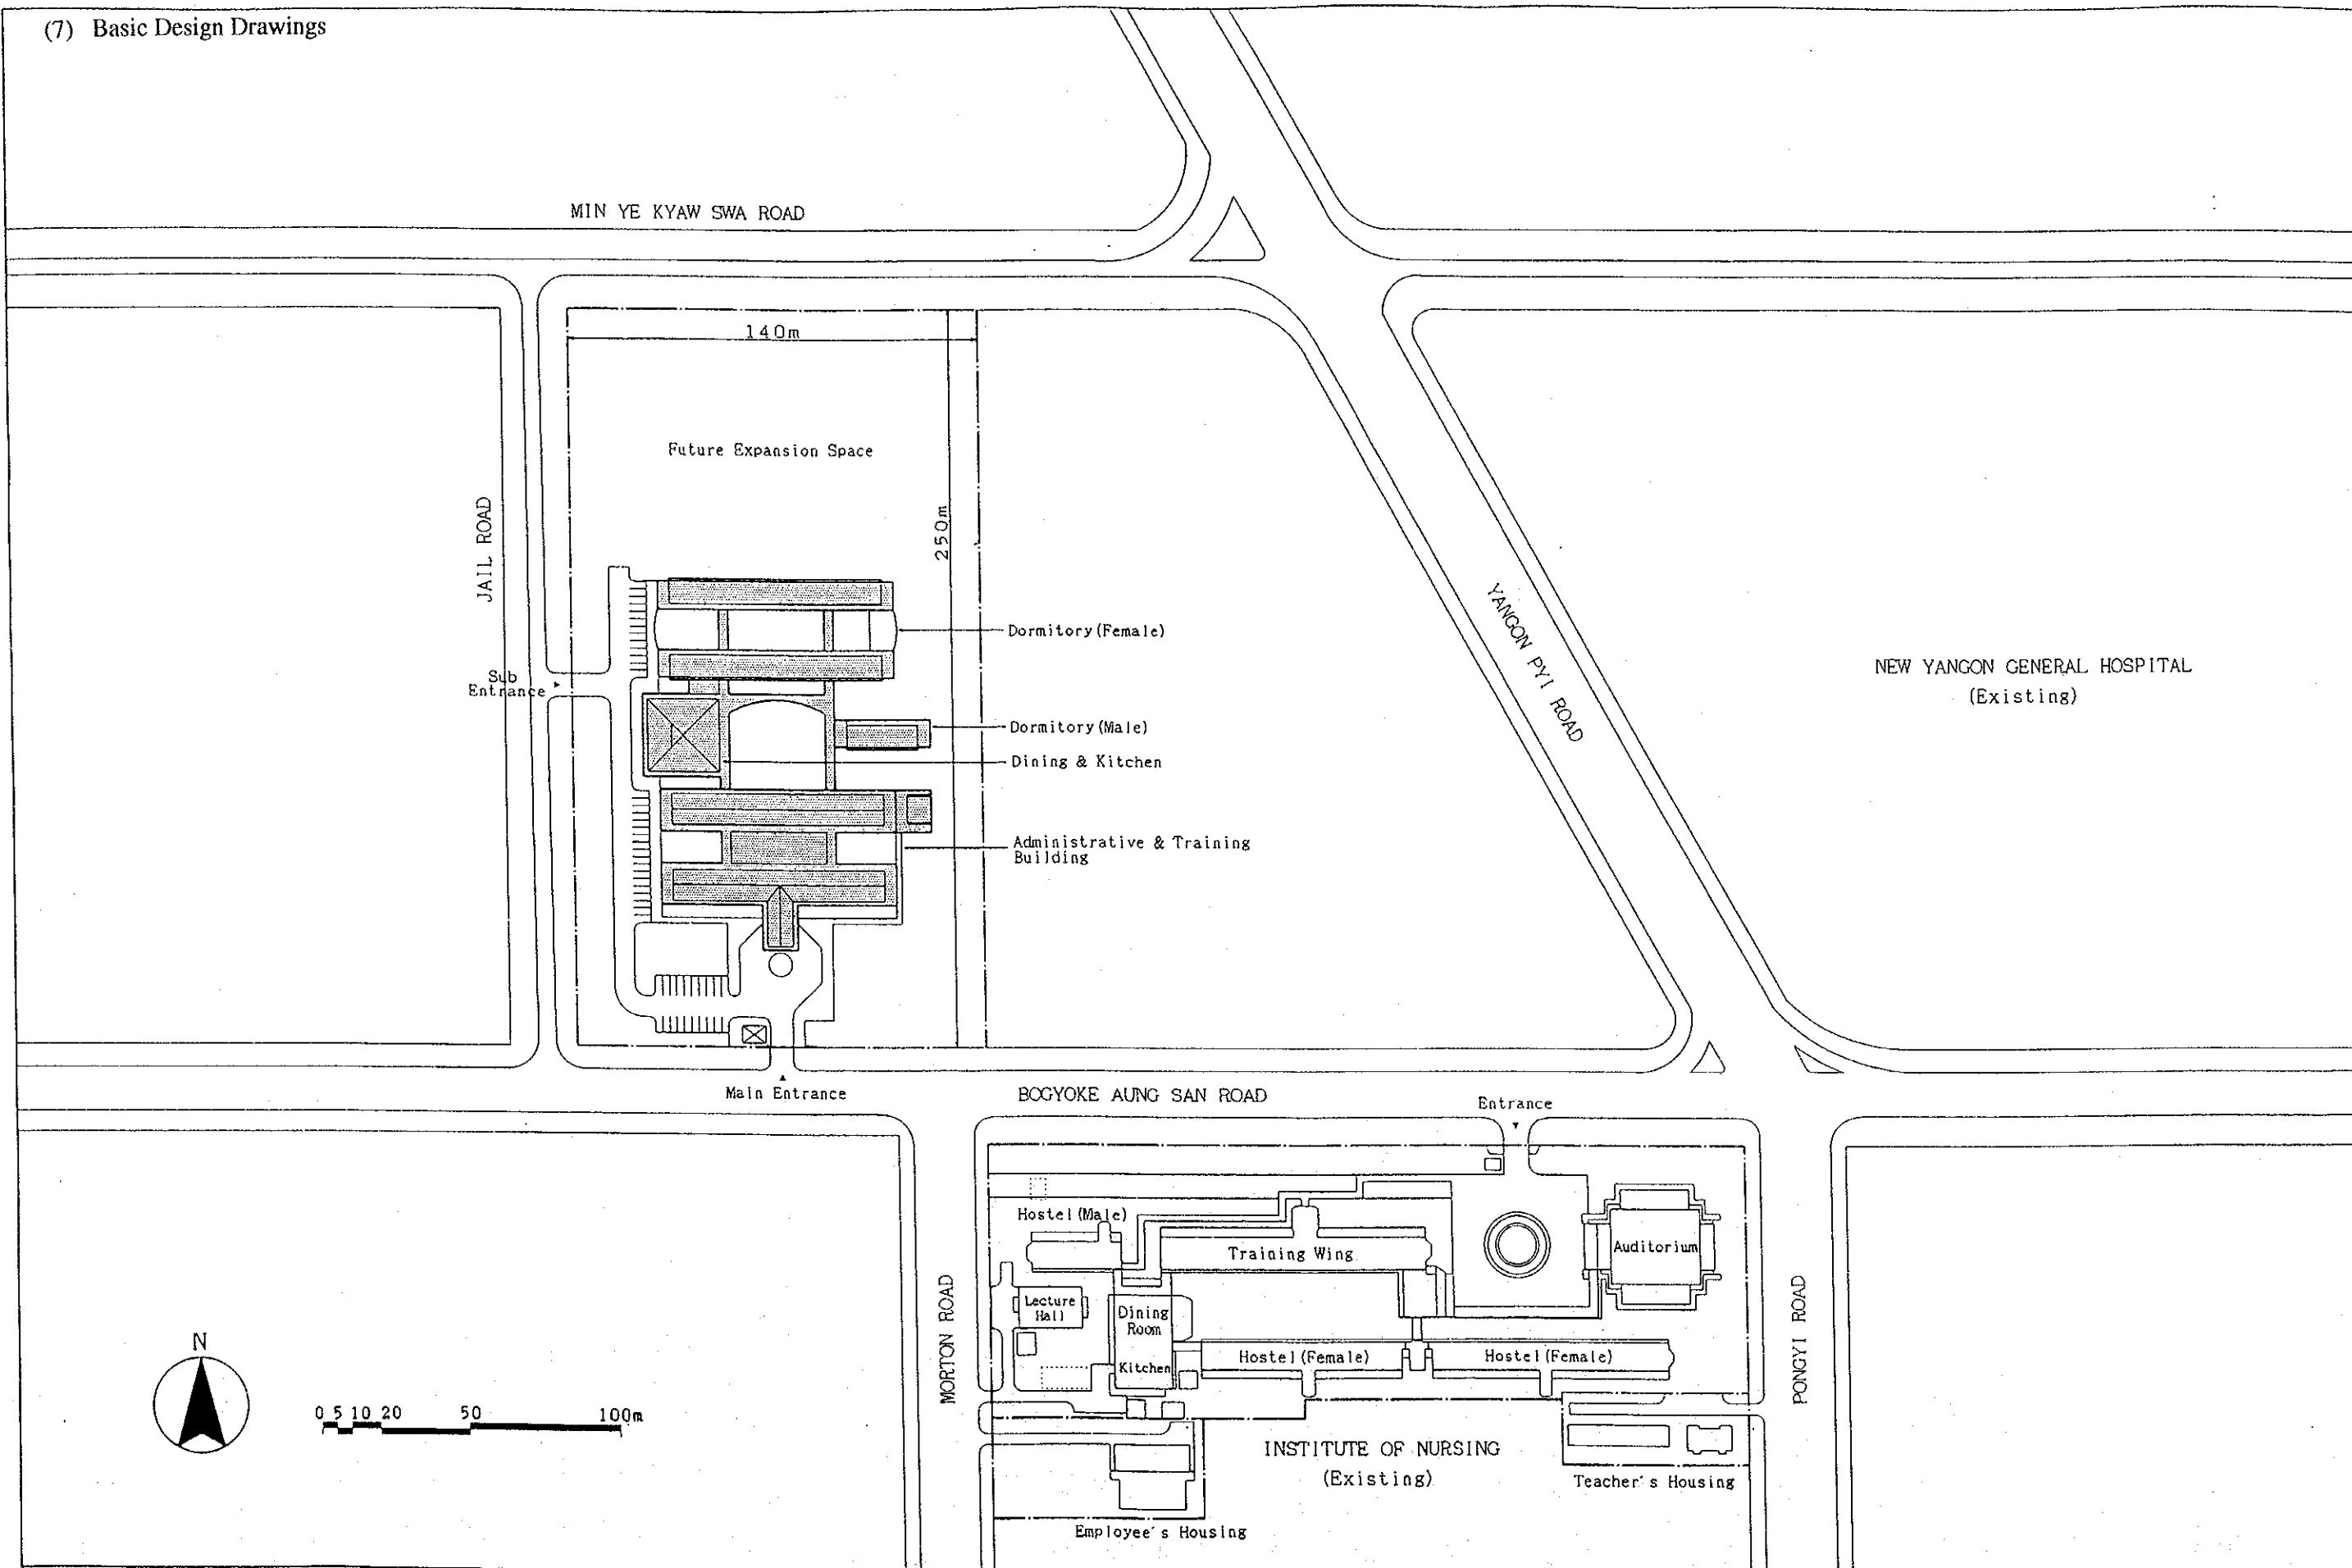 (7) Basic Design Drawings
MIN YE KYAW SWA ROAD
140m
Future Expansion Space
250m
JAIL ROAD
Dormitory(Female)
YANGON PYI ROAD
NEW YANGON GENERAL HOSPITAL
(Existing)
Sub
Entrance
Dormitory(Male)
Dining & Kitchen
Administrative & Training
Building
Main Entrance
BOGYOKE AUNG SAN ROAD
Entrance
Hostel(Male)
Training Wing
Auditorium
MORTON ROAD
Lecture
Hall
Dining
Room
Kitchen
Hostel(Female)
Hostel(Female)
PONGYI ROAD
N
0 5 10 20 50 100m
INSTITUTE OF NURSING
(Existing)
Teacher's Housing
Employee's Housing